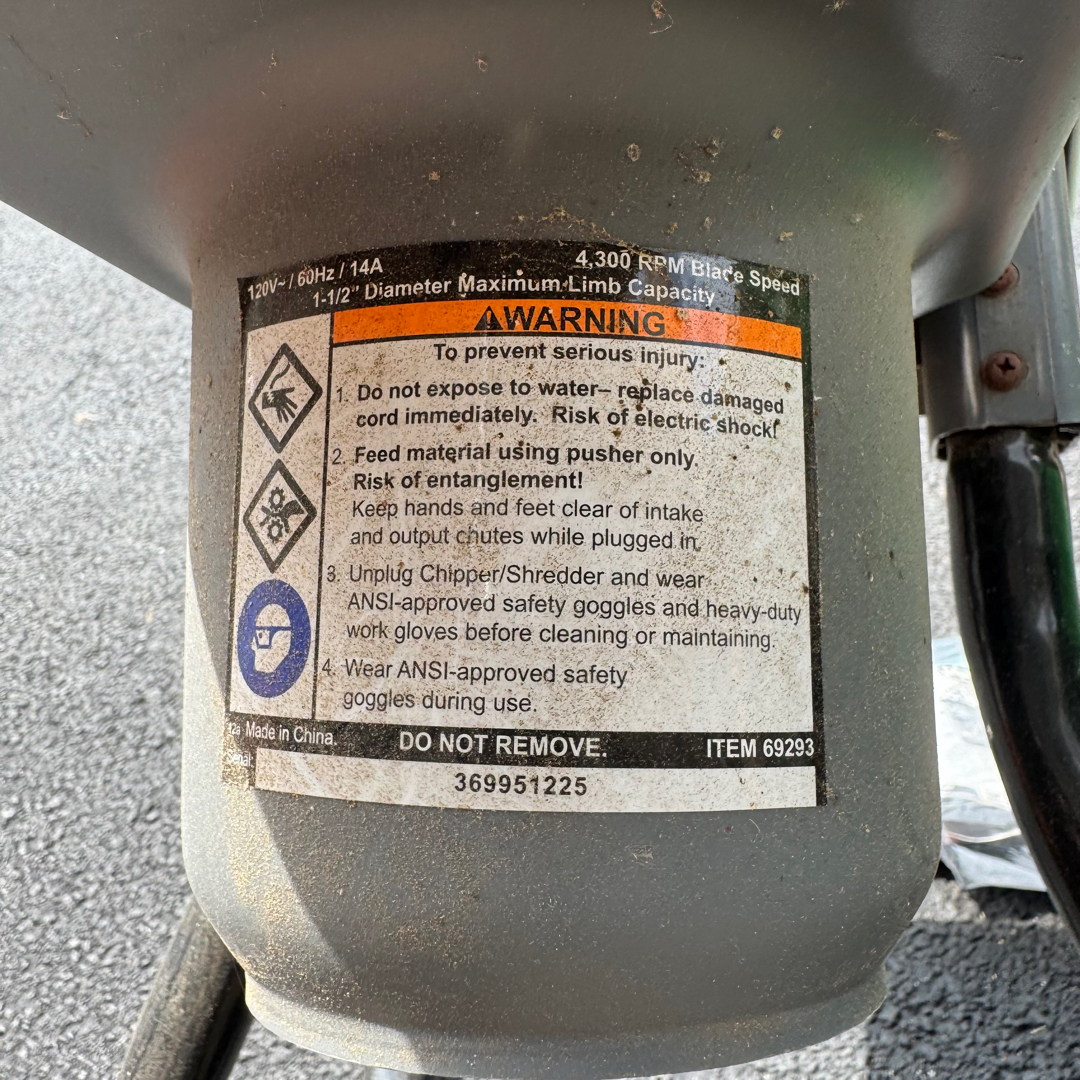 120V~ / 60Hz / 14A 4,300 RPM Blade Speed
1-1/2" Diameter Maximum Limb Capacity
WARNING
To prevent serious injury:
1. Do not expose to water– replace damaged
cord immediately. Risk of electric shock!
2. Feed material using pusher only.
Risk of entanglement!
Keep hands and feet clear of intake
and output chutes while plugged in.
3. Unplug Chipper/Shredder and wear
ANSI-approved safety goggles and heavy-duty
work gloves before cleaning or maintaining.
4. Wear ANSI-approved safety
goggles during use.
Made in China. DO NOT REMOVE. ITEM 69293
Serial:
369951225